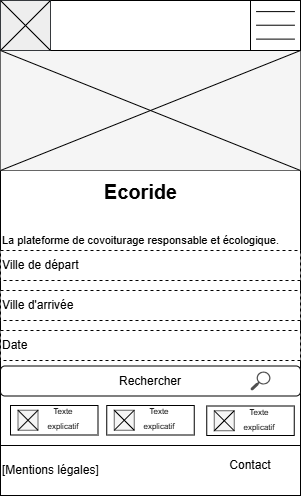 Ecoride
La plateforme de covoiturage responsable et écologique.
Ville de départ
Ville d'arrivée
Date
Rechercher
Texte
explicatif
Texte
explicatif
Texte
explicatif
[Mentions légales]
Contact